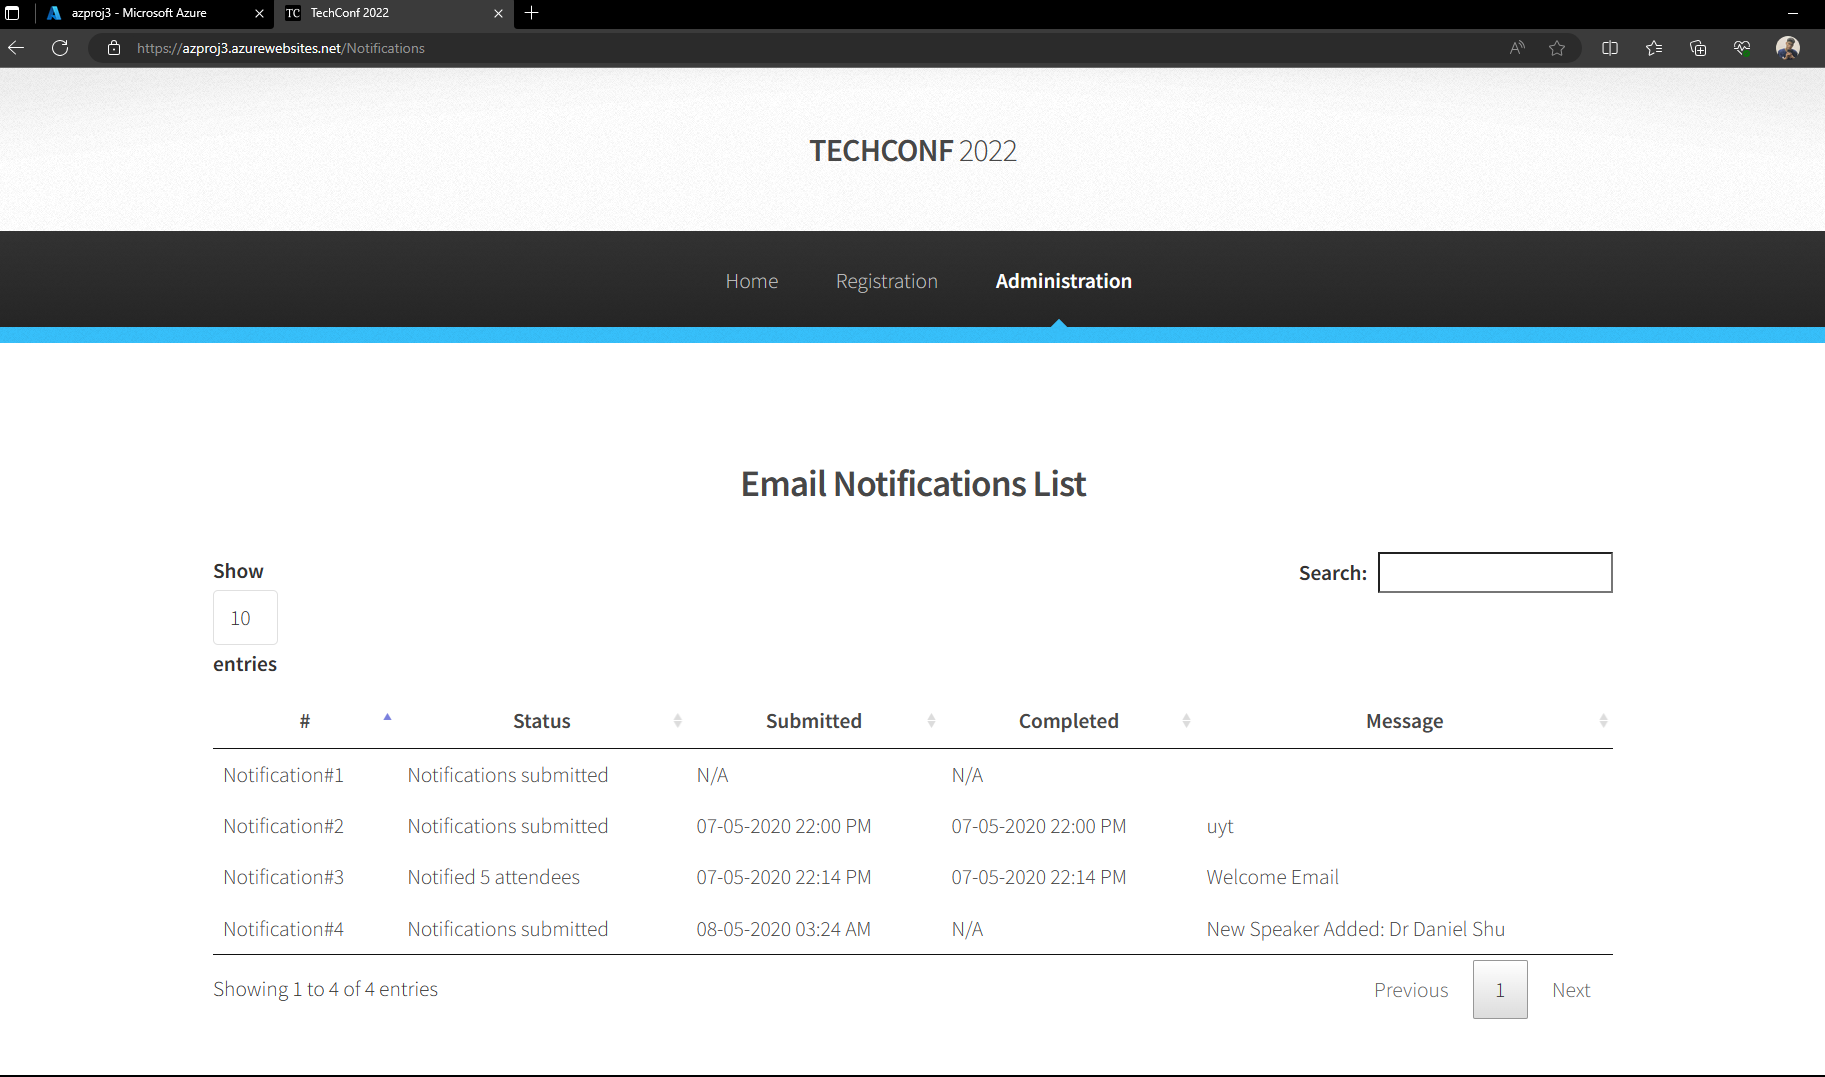 azproj3 - Microsoft Azure
TC TechConf 2022
https://azproj3.azurewebsites.net/Notifications
TECHCONF 2022
Home Registration Administration
Email Notifications List
Show
10
entries
Search:
# Status Submitted Completed Message
Notification#1 Notifications submitted N/A N/A
Notification#2 Notifications submitted 07-05-2020 22:00 PM 07-05-2020 22:00 PM uyt
Notification#3 Notified 5 attendees 07-05-2020 22:14 PM 07-05-2020 22:14 PM Welcome Email
Notification#4 Notifications submitted 08-05-2020 03:24 AM N/A New Speaker Added: Dr Daniel Shu
Showing 1 to 4 of 4 entries
Previous 1 Next